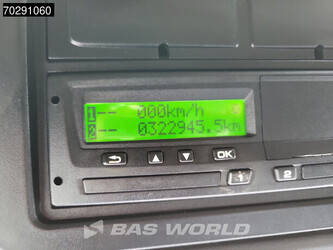 70291060
1-- 000km/h
2-- 0322945.5km
OK
1 2
BAS WORLD